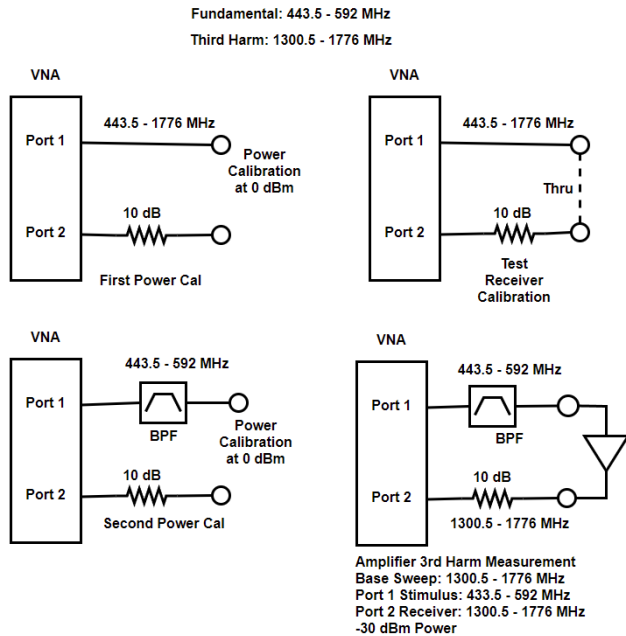 Fundamental: 443.5 - 592 MHz
Third Harm: 1300.5 - 1776 MHz
VNA
Port 1
443.5 - 1776 MHz
Power
Calibration
at 0 dBm
Port 2
10 dB
First Power Cal
VNA
Port 1
443.5 - 1776 MHz
Thru
Port 2
10 dB
Test
Receiver
Calibration
VNA
443.5 - 592 MHz
Port 1
BPF
Power
Calibration
at 0 dBm
Port 2
10 dB
Second Power Cal
VNA
443.5 - 592 MHz
Port 1
BPF
Port 2
10 dB
1300.5 - 1776 MHz
Amplifier 3rd Harm Measurement
Base Sweep: 1300.5 - 1776 MHz
Port 1 Stimulus: 433.5 - 592 MHz
Port 2 Receiver: 1300.5 - 1776 MHz
-30 dBm Power